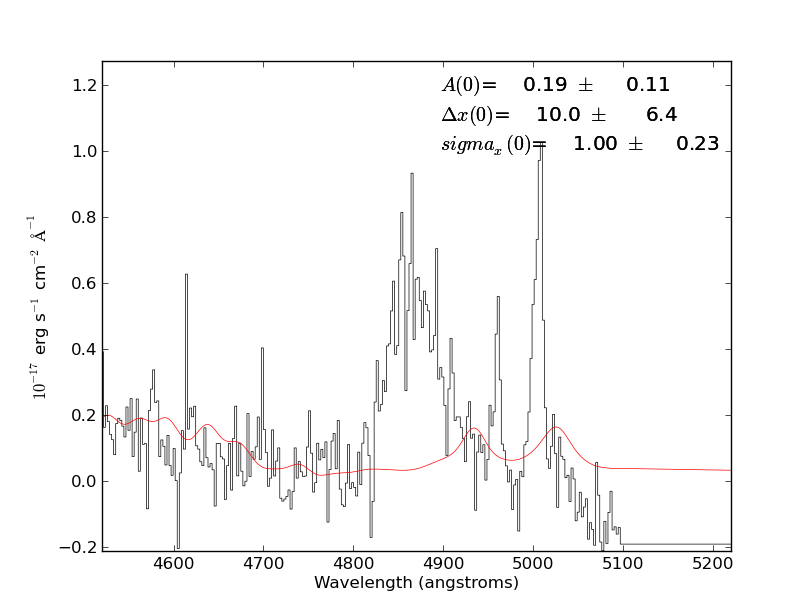 A(0)= 0.19 ± 0.11
Δx(0)= 10.0 ± 6.4
sigma_x (0)= 1.00 ± 0.23
1.2
1.0
0.8
0.6
0.4
0.2
0.0
−0.2
10^−17 erg s^−1 cm^−2 Å^−1
4600 4700 4800 4900 5000 5100 5200
Wavelength (angstroms)